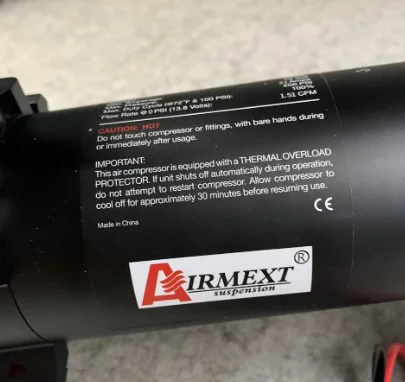 Max. Duty Cycle (@72°F & 100 PSI):
100%
Flow Rate @ 0 PSI (13.8 Volts):
1.51 CFM
CAUTION: HOT
Do not touch compressor or fittings, with bare hands during
or immediately after usage.
IMPORTANT:
This air compressor is equipped with a THERMAL OVERLOAD
PROTECTOR. If unit shuts off automatically during operation,
do not attempt to restart compressor. Allow compressor to
cool off for approximately 30 minutes before resuming use.
CE
Made in China
AIRMEXT®
suspension